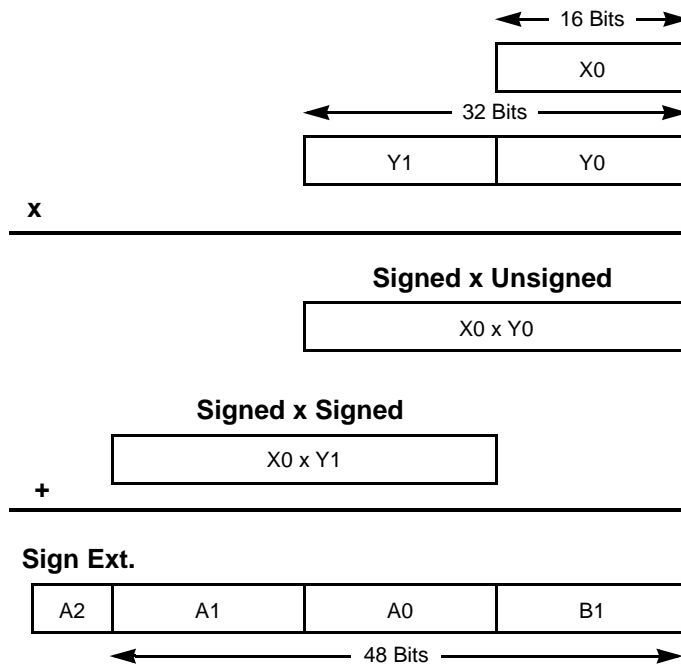 16 Bits
X0
32 Bits
Y1 Y0
x
Signed x Unsigned
X0 x Y0
Signed x Signed
X0 x Y1
+
Sign Ext.
A2 A1 A0 B1
48 Bits